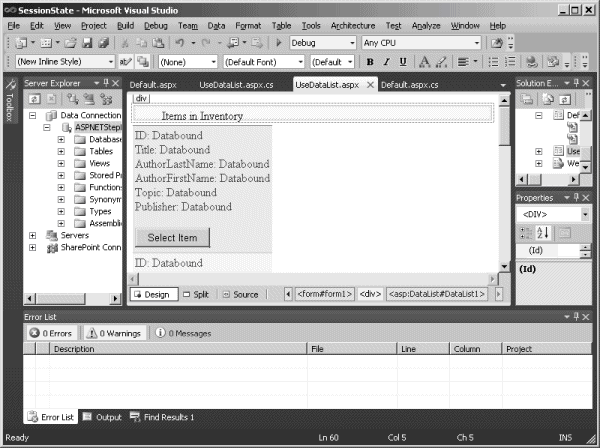 SessionState - Microsoft Visual Studio
File Edit View Project Build Debug Team Data Format Table Tools Architecture Test Analyze Window Help
Debug Any CPU
(New Inline Style) (None) (Default Font) (Default B I U A
Toolbox
Server Explorer
Data Connection
ASPNETStep
Database
Tables
Views
Stored P
Function
Synonym
Types
Assembli
Servers
SharePoint Conn
Default.aspx UseDataList.aspx.cs UseDataList.aspx Default.aspx.cs
div
Items in Inventory
ID: Databound
Title: Databound
AuthorLastName: Databound
AuthorFirstName: Databound
Topic: Databound
Publisher: Databound
Select Item
ID: Databound
Design Split Source <form#form1> <div> <asp:DataList#DataList1>
Solution E...
Def
Use
We
Properties
<DIV>
(Id)
(Id)
Error List
0 Errors 0 Warnings 0 Messages
Description File Line Column Project
Error List Output Find Results 1
Ready Ln 60 Col 5 Ch 5 INS